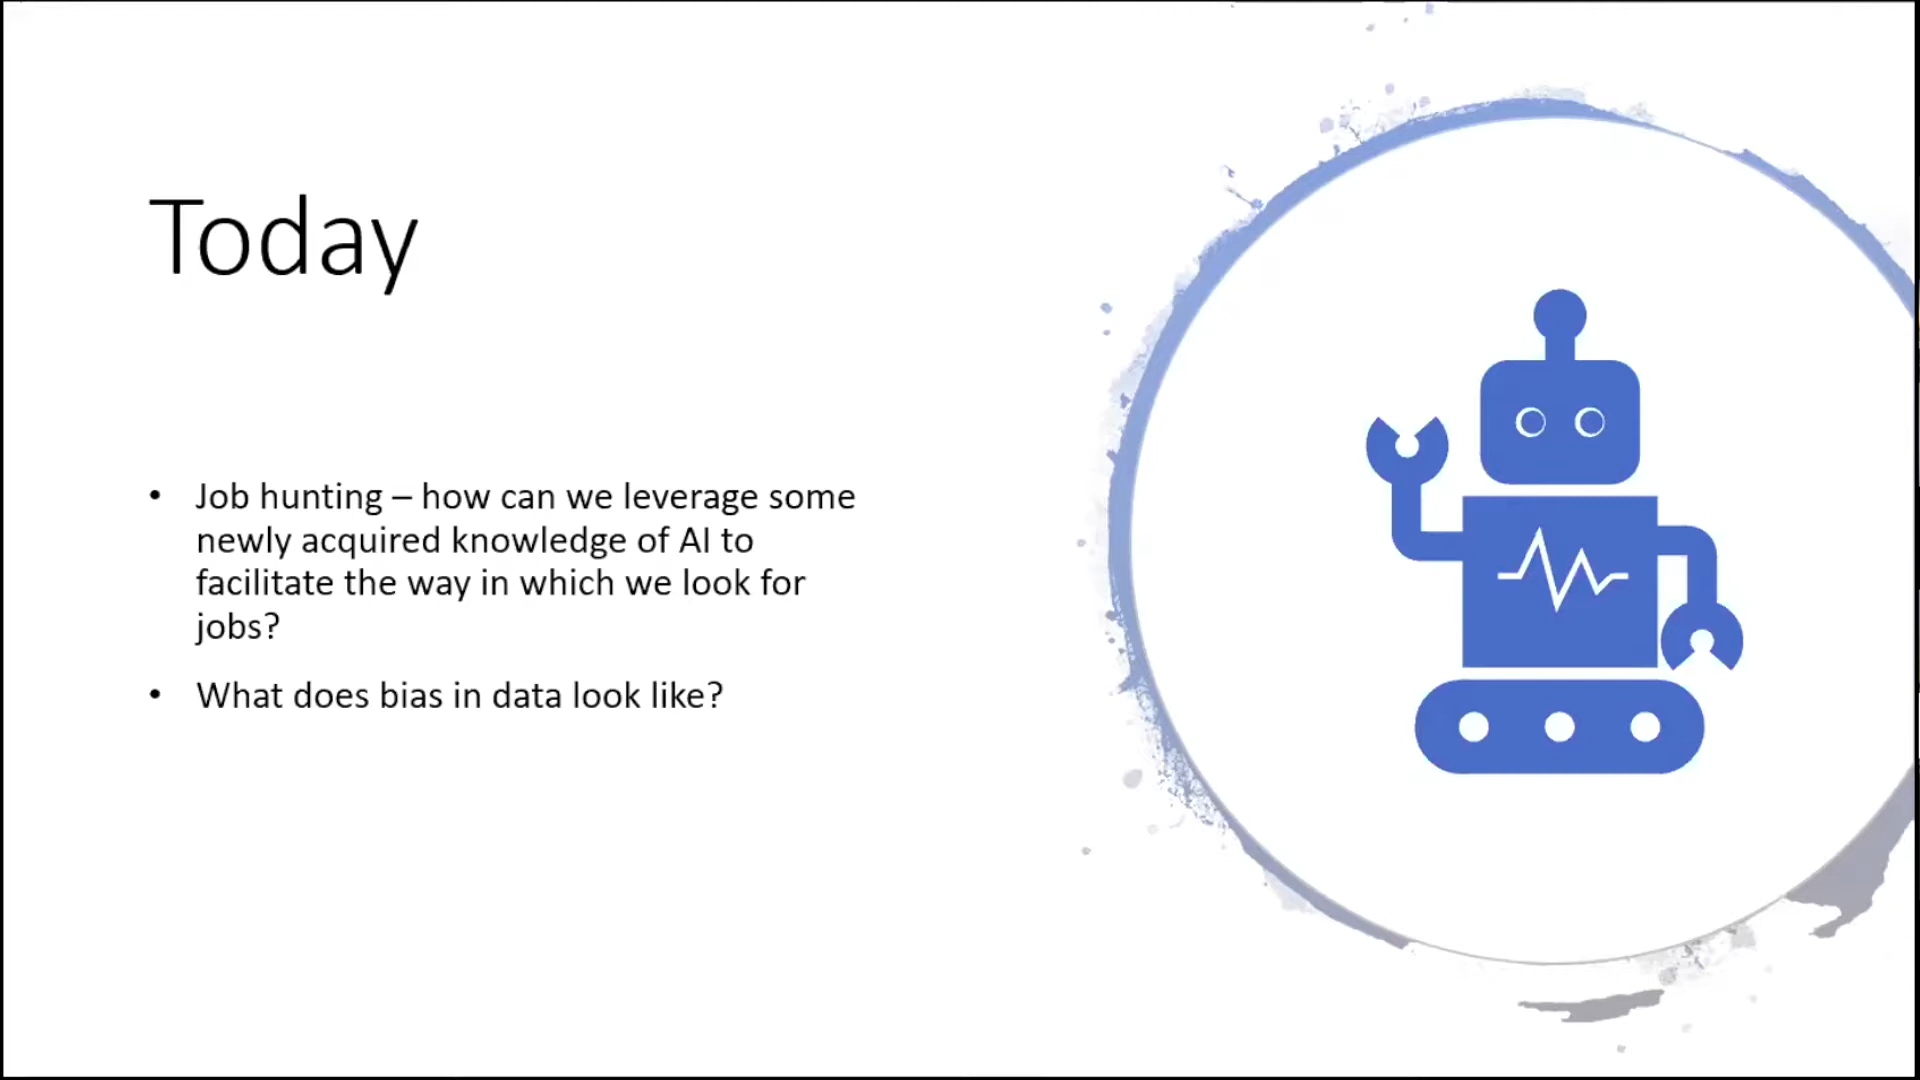 Today
• Job hunting – how can we leverage some
newly acquired knowledge of AI to
facilitate the way in which we look for
jobs?
• What does bias in data look like?